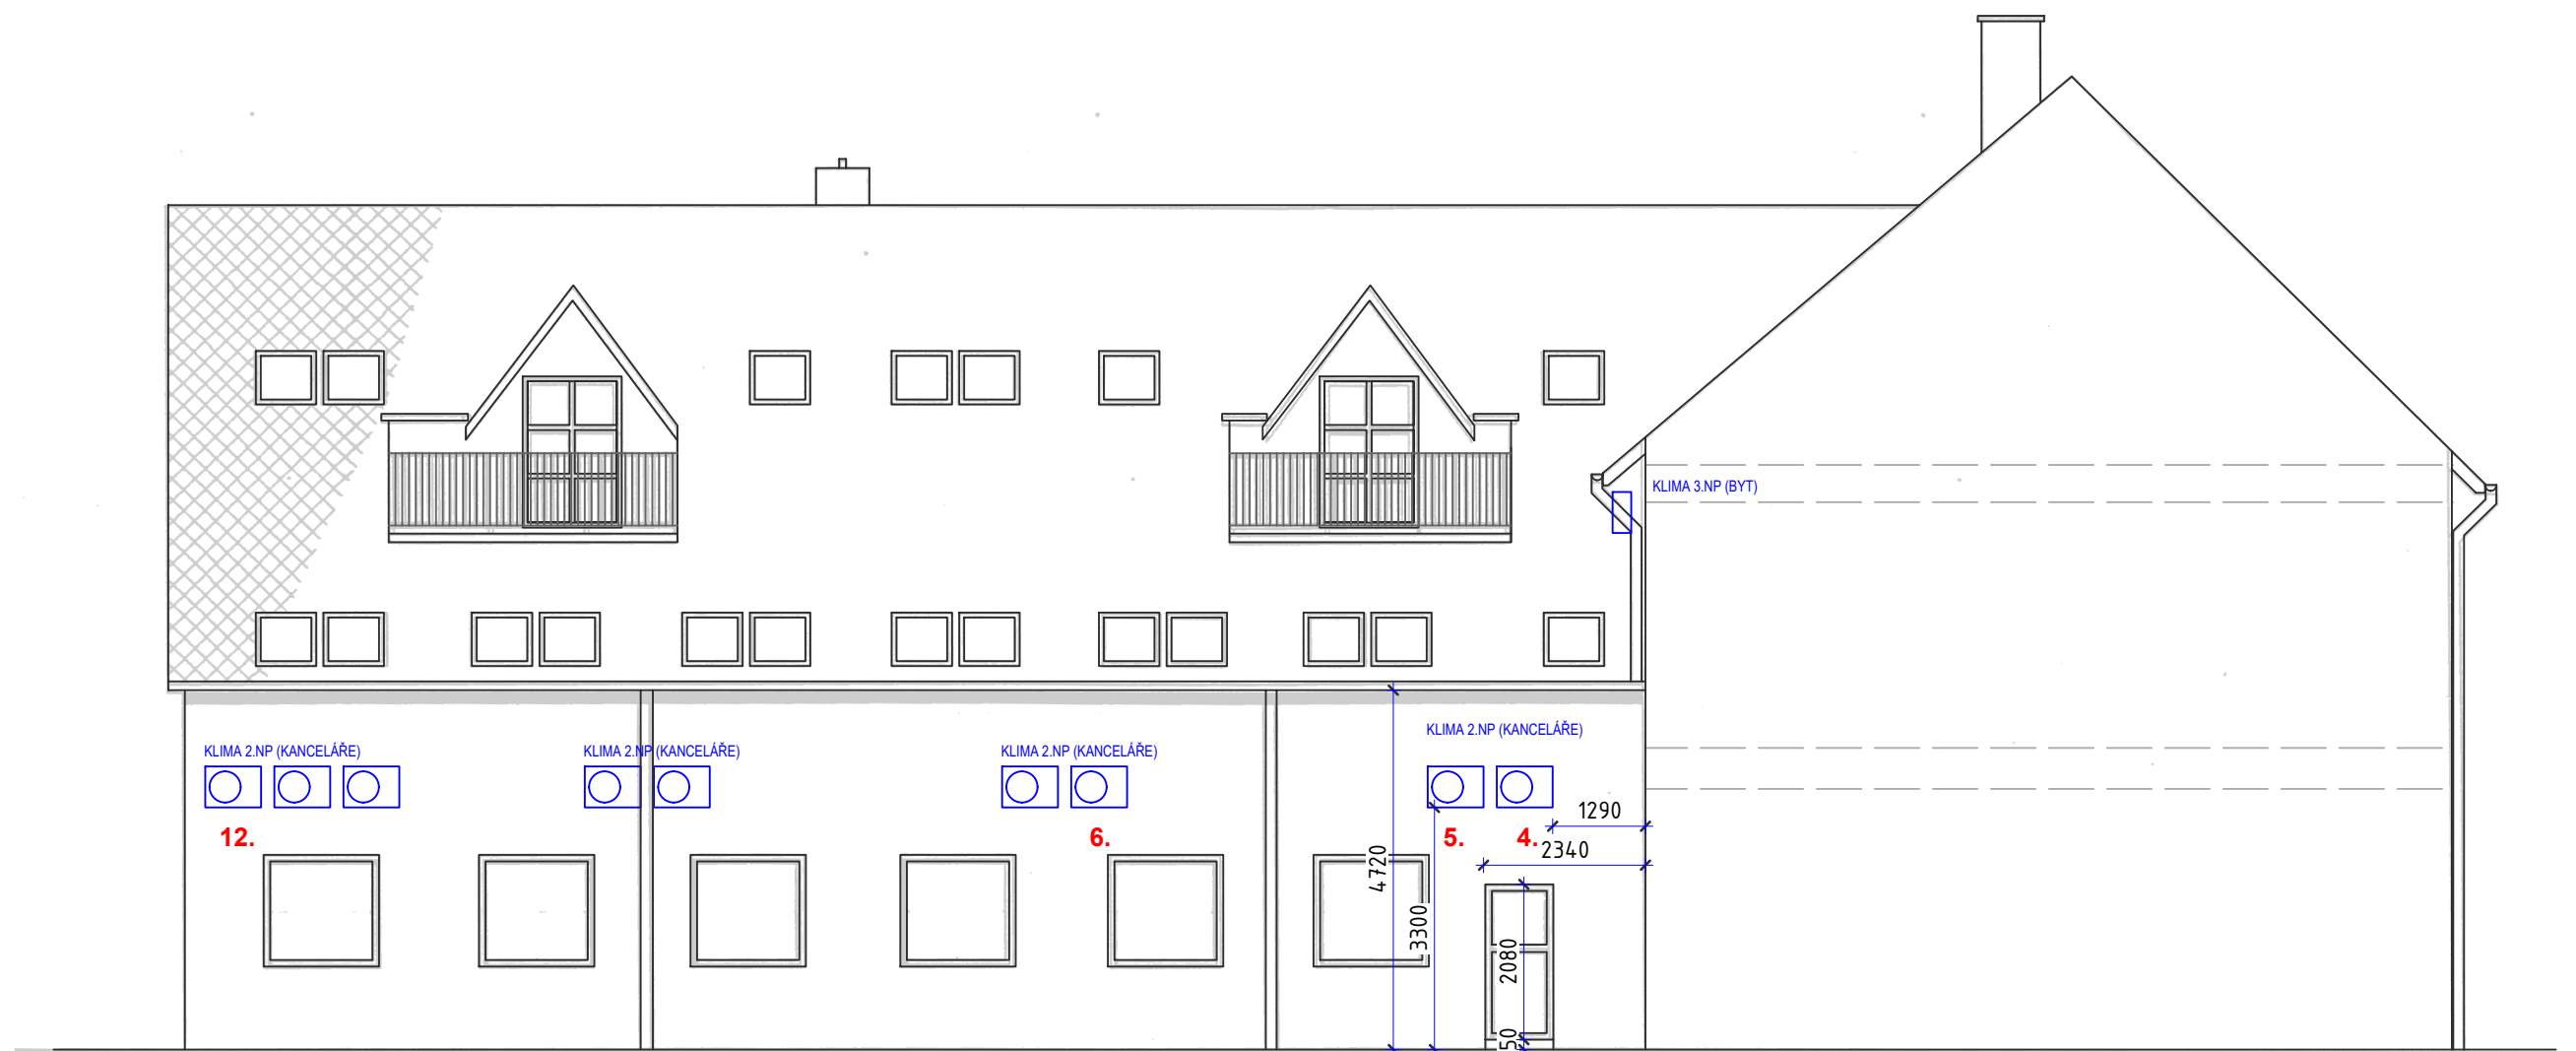 KLIMA 3.NP (BYT)
KLIMA 2.NP (KANCELÁŘE)
KLIMA 2.NP (KANCELÁŘE)
KLIMA 2.NP (KANCELÁŘE)
KLIMA 2.NP (KANCELÁŘE)
12.
6.
5.
4.
1290
2340
4720
3300
2080
50